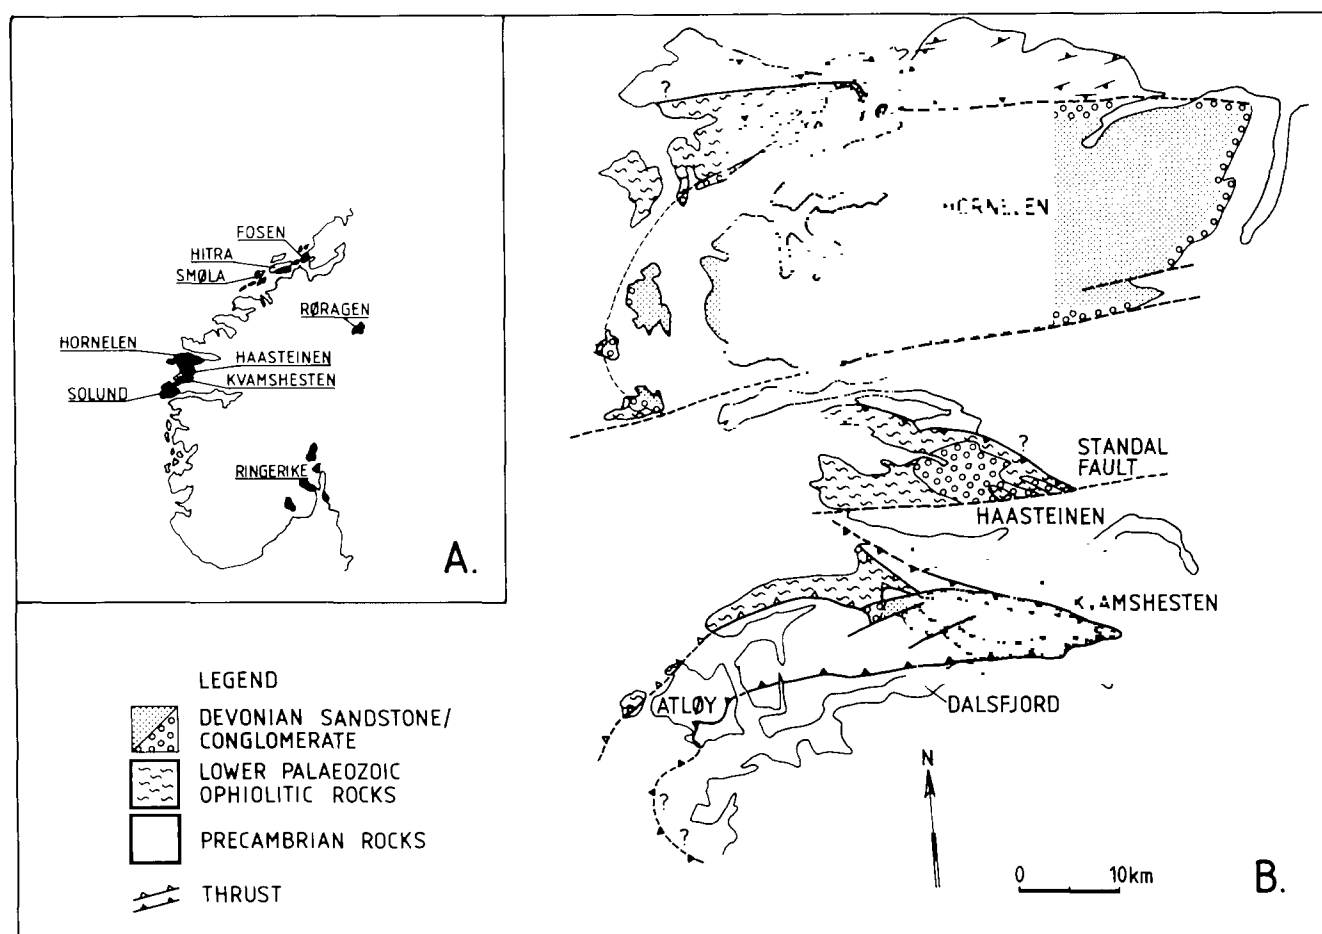 FOSEN
HITRA
SMØLA
RØRAGEN
HORNELEN
HAASTEINEN
KVAMSHESTEN
SOLUND
RINGERIKE
A.
?
HORNELEN
?
STANDAL
FAULT
HAASTEINEN
KVAMSHESTEN
ATLØY
DALSFJORD
?
?
N
0 10km
B.
LEGEND
DEVONIAN SANDSTONE/
CONGLOMERATE
LOWER PALAEOZOIC
OPHIOLITIC ROCKS
PRECAMBRIAN ROCKS
THRUST